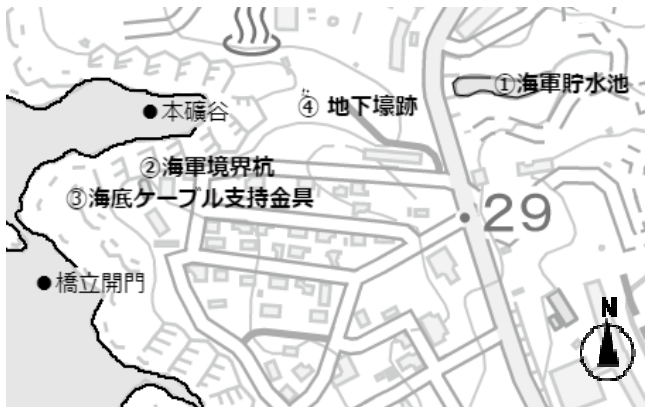 ①海軍貯水池
●本礦谷
④ 地下壕跡
②海軍境界杭
③海底ケーブル支持金具
29
●橋立開門
N